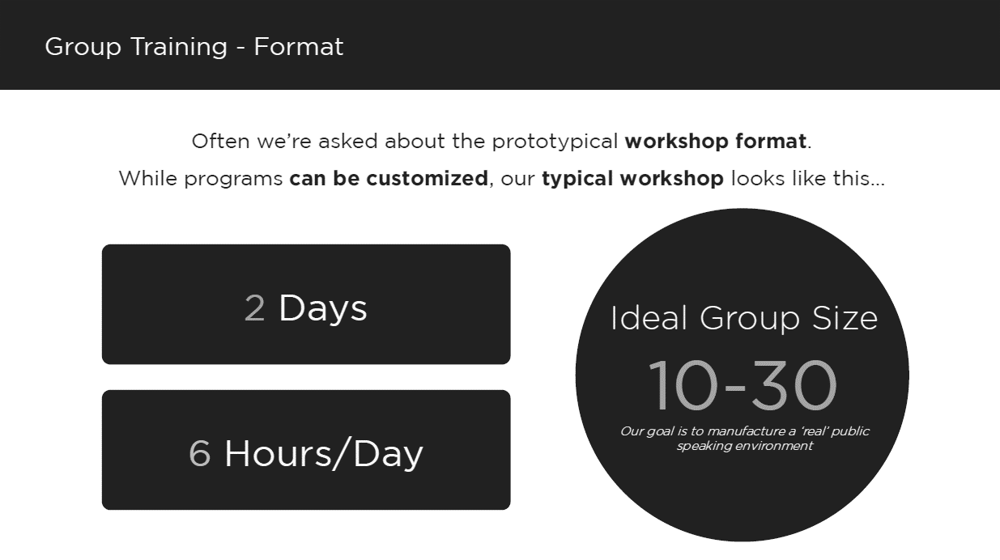 Group Training - Format
Often we’re asked about the prototypical workshop format.
While programs can be customized, our typical workshop looks like this...
2 Days
6 Hours/Day
Ideal Group Size
10-30
Our goal is to manufacture a ‘real’ public
speaking environment